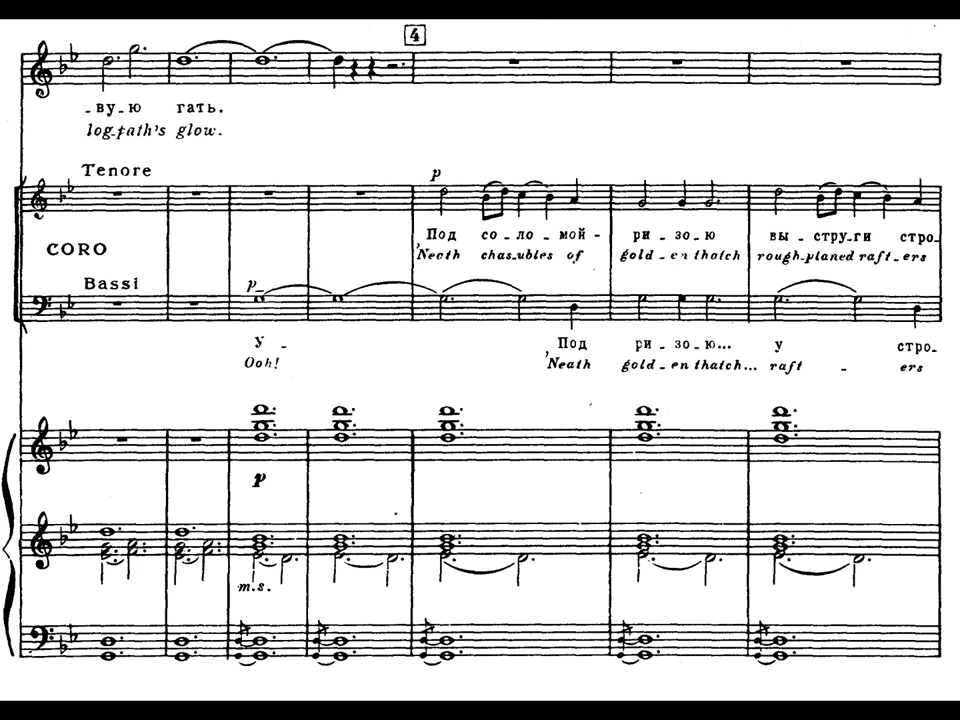 4
-ву-ю гать.
log-path's glow.
Tenore
p
CORO
Под со-ло-мой- ри-зо-ю вы-стру-ги стро-
'Neath chas-ubles of gold-en thatch rough-planed raft-ers
Bassi
p
У-
Под ри-зо-ю... у стро-
Ooh!
'Neath gold-en thatch... raft - ers
p
m.s.